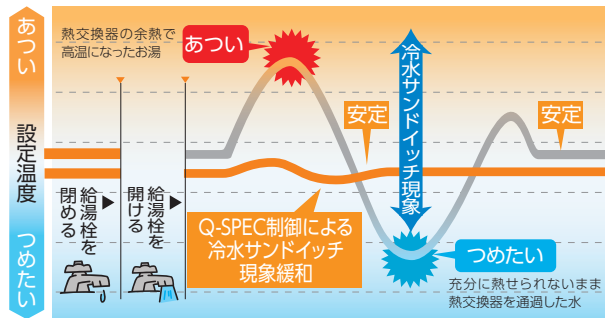 あつい
設定温度
つめたい
熱交換器の余熱で
高温になったお湯
あつい
給湯栓を
閉める
給湯栓を
開ける
Q-SPEC制御による
冷水サンドイッチ
現象緩和
安定
冷水サンドイッチ現象
安定
つめたい
充分に熱せられないまま
熱交換器を通過した水